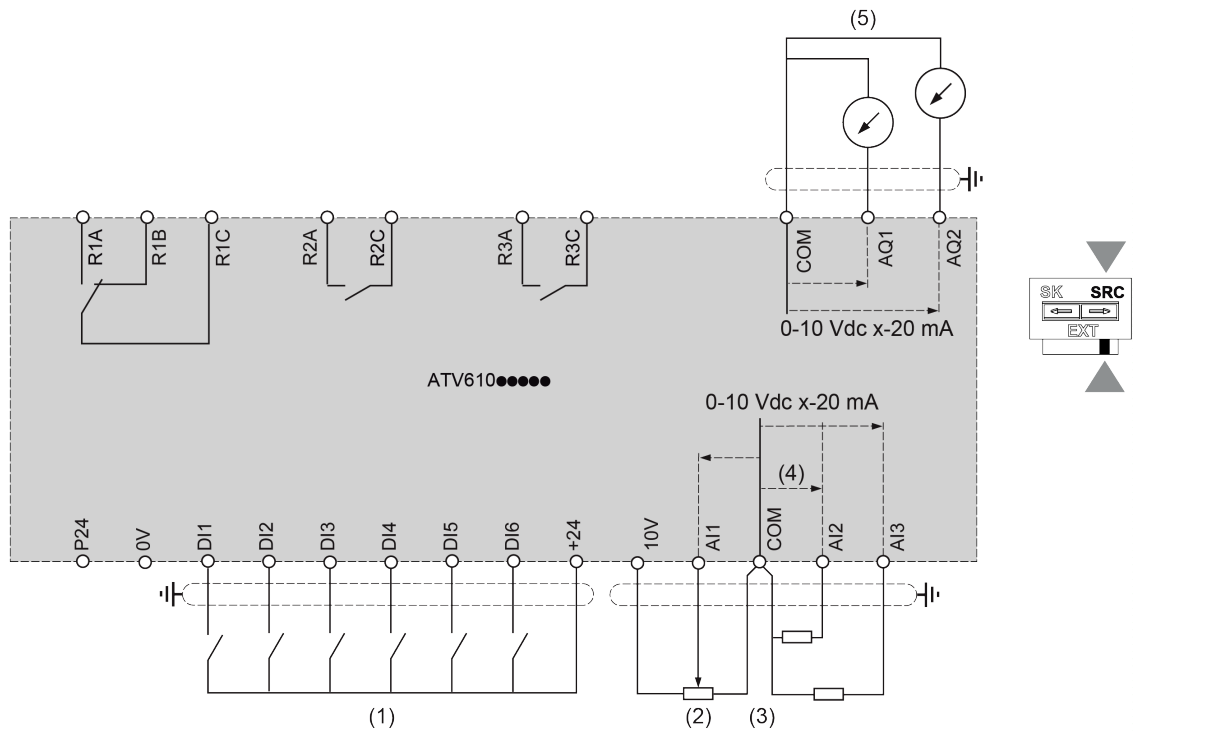 (5)
R1A
R1B
R1C
R2A
R2C
R3A
R3C
COM
AQ1
AQ2
0-10 Vdc x-20 mA
SK SRC
EXT
ATV610●●●●●
0-10 Vdc x-20 mA
(4)
P24
0V
DI1
DI2
DI3
DI4
DI5
DI6
+24
10V
AI1
COM
AI2
AI3
(1)
(2)
(3)